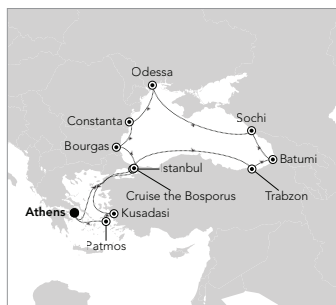 Odessa
Constanta
Sochi
Bourgas
Istanbul
Batumi
Cruise the Bosporus
Trabzon
Athens
Kusadasi
Patmos